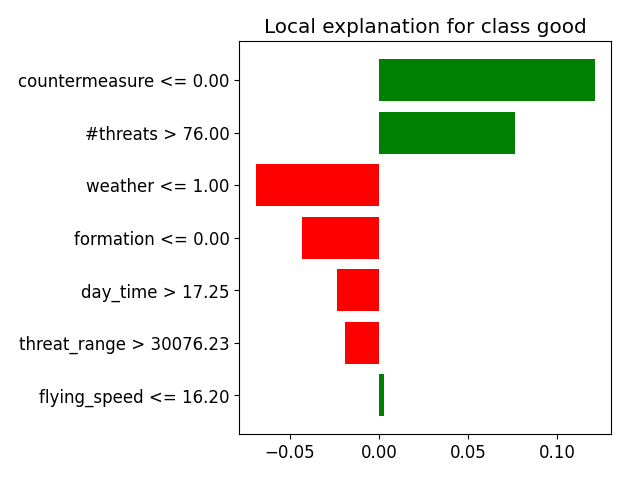 Local explanation for class good
countermeasure <= 0.00
#threats > 76.00
weather <= 1.00
formation <= 0.00
day_time > 17.25
threat_range > 30076.23
flying_speed <= 16.20
−0.05 0.00 0.05 0.10